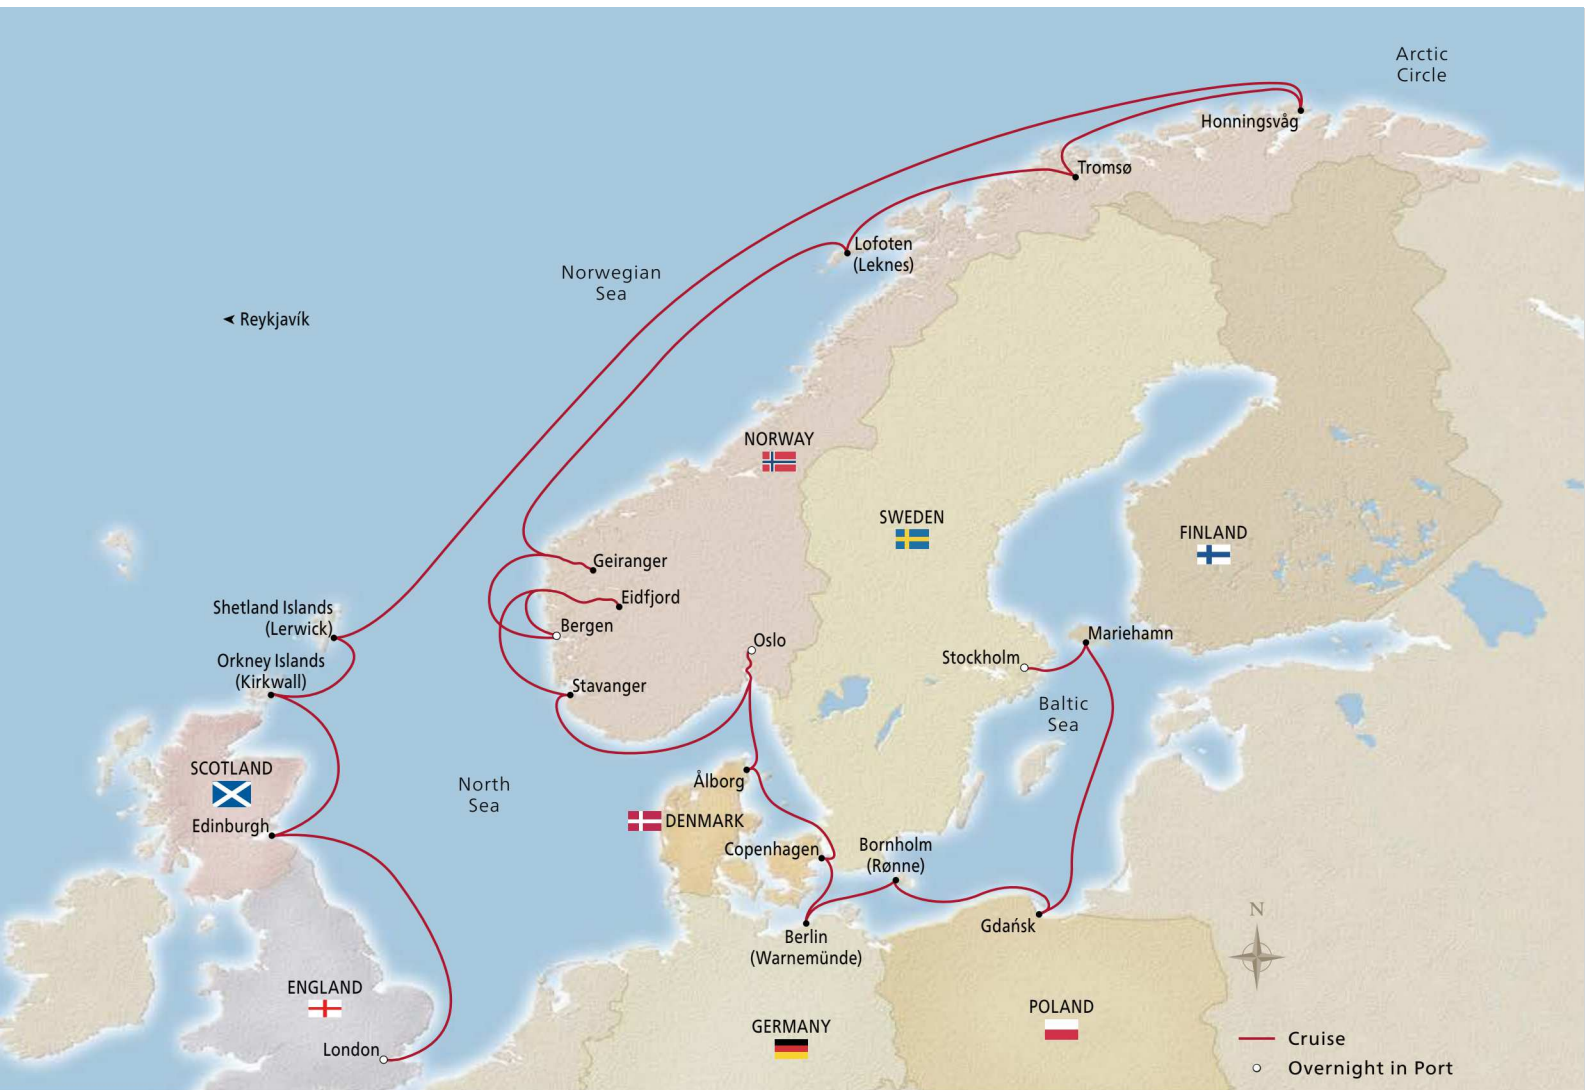 Arctic
Circle
Honningsvåg
Tromsø
Lofoten
(Leknes)
Norwegian
Sea
Reykjavík
NORWAY
SWEDEN
FINLAND
Geiranger
Eidfjord
Bergen
Shetland Islands
(Lerwick)
Oslo
Mariehamn
Stockholm
Orkney Islands
(Kirkwall)
Stavanger
Baltic
Sea
SCOTLAND
North
Sea
Ålborg
DENMARK
Edinburgh
Copenhagen
Bornholm
(Rønne)
N
Gdańsk
Berlin
(Warnemünde)
ENGLAND
POLAND
GERMANY
London
Cruise
Overnight in Port